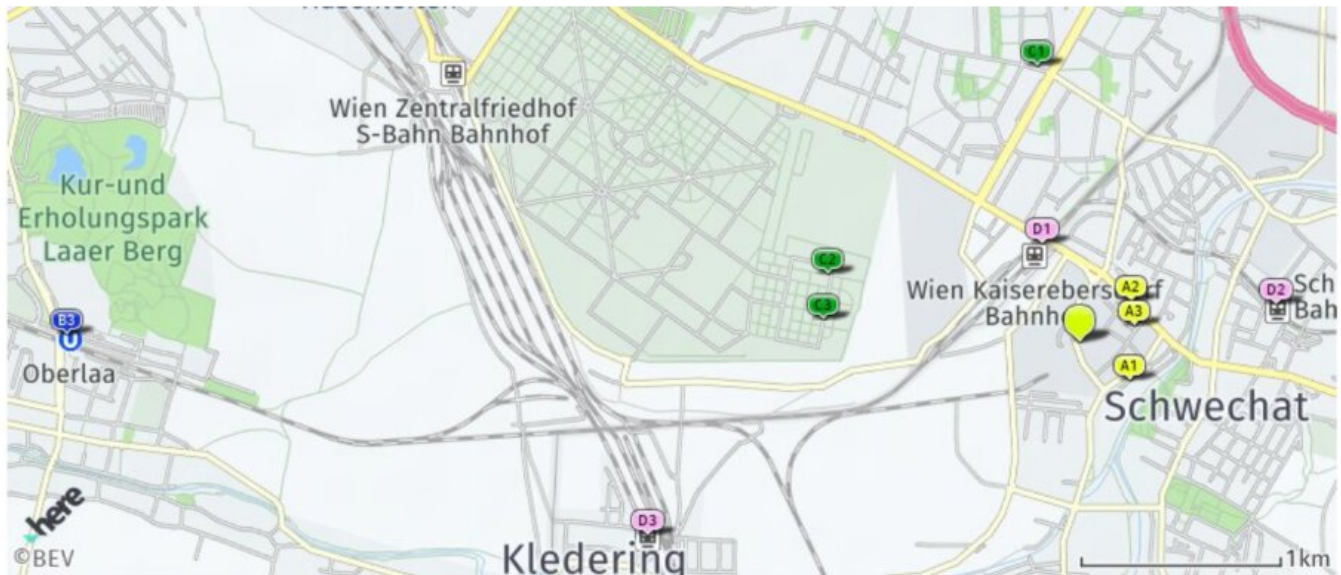 Wien Zentralfriedhof
S-Bahn Bahnhof
C1
Kur-und
Erholungspark
Laaer Berg
D1
C2
Wien Kaiserebersdorf
Bahnhof
A2
D2
Sch
Bah
C3
A3
B3
U
Oberlaa
A1
Schwechat
D3
Kledering
here
©BEV
1km